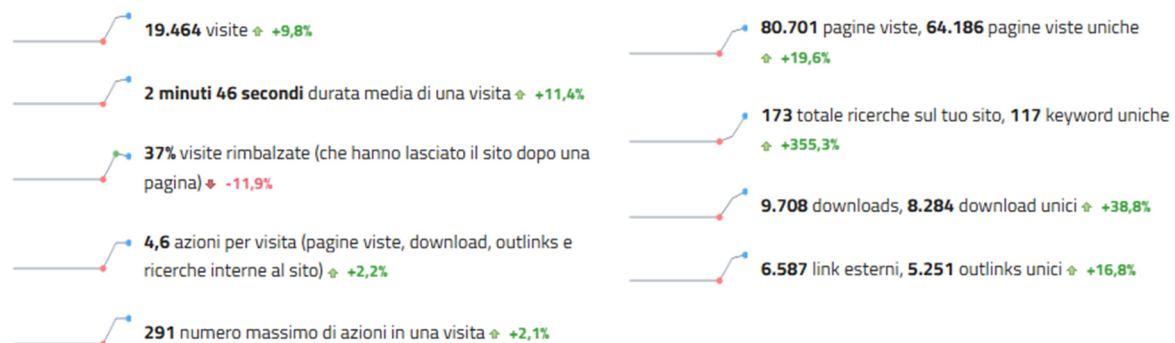 19.464 visite +9,8%
2 minuti 46 secondi durata media di una visita +11,4%
37% visite rimbalzate (che hanno lasciato il sito dopo una
pagina) -11,9%
4,6 azioni per visita (pagine viste, download, outlinks e
ricerche interne al sito) +2,2%
291 numero massimo di azioni in una visita +2,1%
80.701 pagine viste, 64.186 pagine viste uniche
+19,6%
173 totale ricerche sul tuo sito, 117 keyword uniche
+355,3%
9.708 downloads, 8.284 download unici +38,8%
6.587 link esterni, 5.251 outlinks unici +16,8%